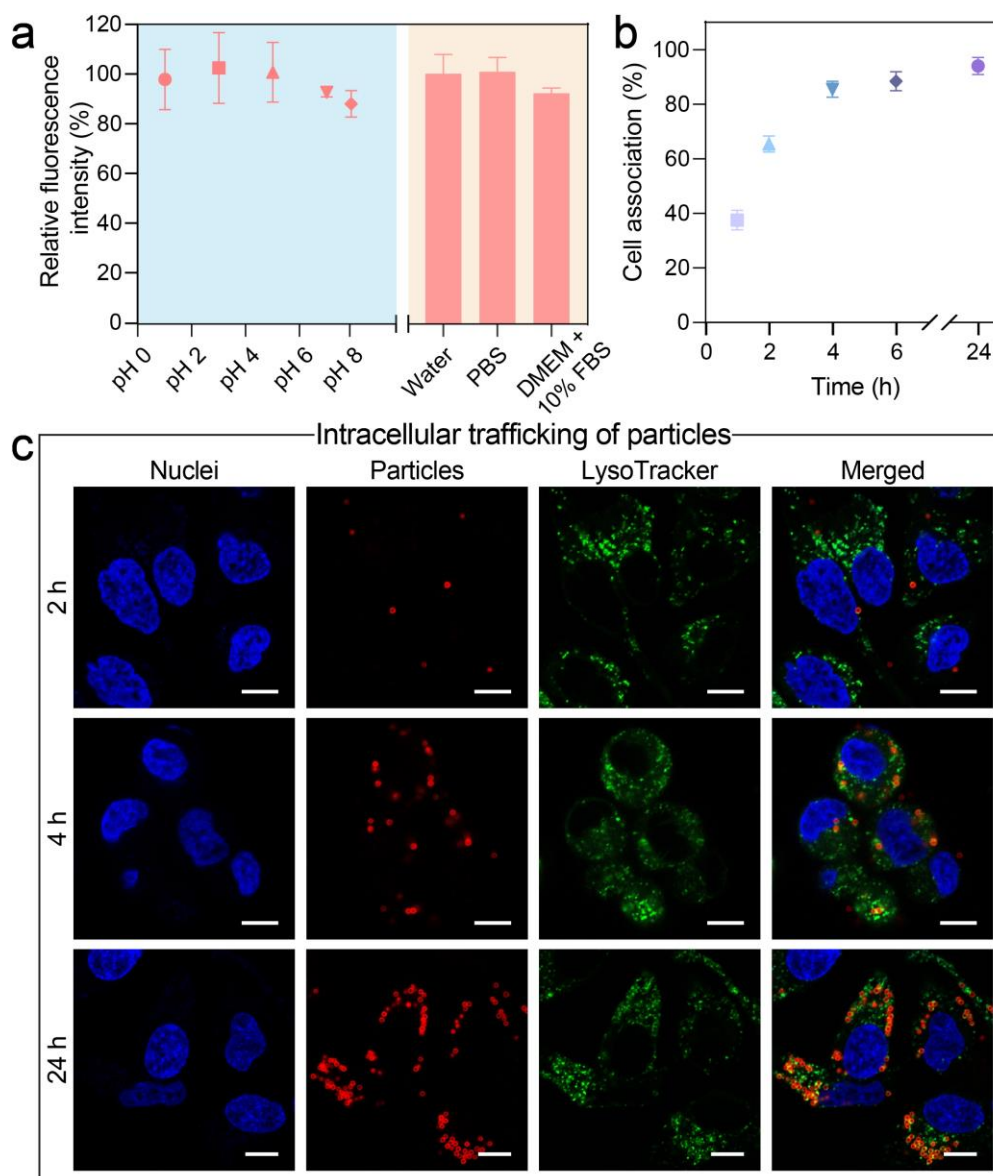 a
Relative fluorescence
intensity (%)
120
100
80
60
40
20
0
pH 0
pH 2
pH 4
pH 6
pH 8
Water
PBS
DMEM +
10% FBS
b
Cell association (%)
100
80
60
40
20
0
0
2
4
6
24
Time (h)
c
Intracellular trafficking of particles
Nuclei
Particles
LysoTracker
Merged
2 h
4 h
24 h